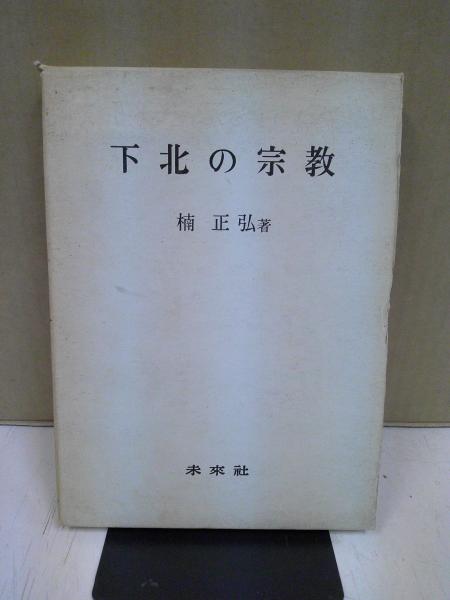 下北の宗教
楠 正弘著
未來社